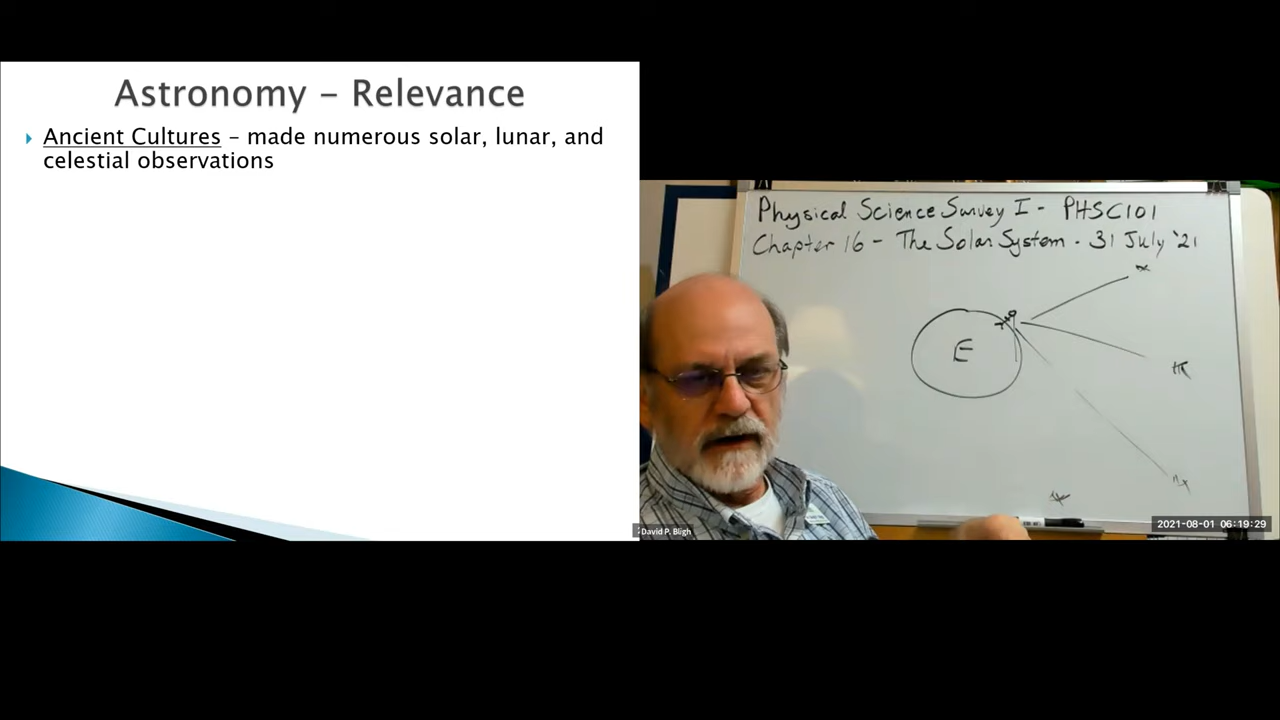 Astronomy – Relevance
Ancient Cultures – made numerous solar, lunar, and
celestial observations
Physical Science Survey I - PHSC101
Chapter 16 - The Solar System - 31 July '21
E
David P. Bligh
2021-08-01 06:19:29